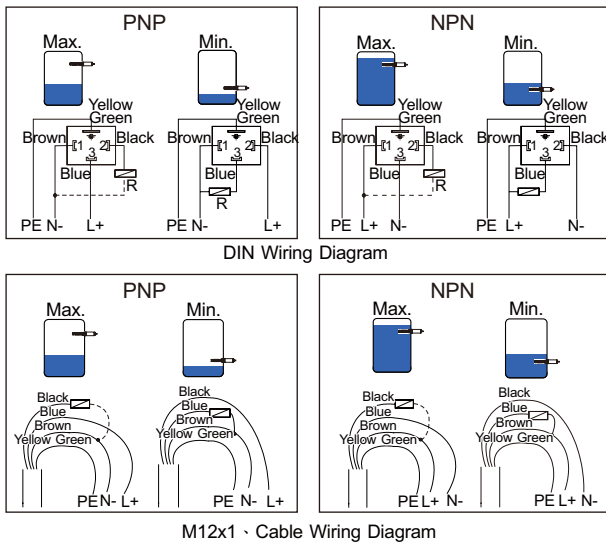 PNP
Max.
Min.
Yellow
Green
Yellow
Green
Brown
1
2
3
Black
Brown
1
2
3
Black
Blue
R
Blue
R
PE N- L+
PE N- L+
NPN
Max.
Min.
Yellow
Green
Yellow
Green
Brown
1
2
3
Black
Brown
1
2
3
Black
Blue
R
Blue
PE L+ N-
PE L+ N-
DIN Wiring Diagram
PNP
Max.
Min.
Black
Blue
Brown
Yellow Green
PE N- L+
Black
Blue
Brown
Yellow Green
PE N- L+
NPN
Max.
Min.
Black
Blue
Brown
Yellow Green
PE L+ N-
Black
Blue
Brown
Yellow Green
PE L+ N-
M12x1、Cable Wiring Diagram